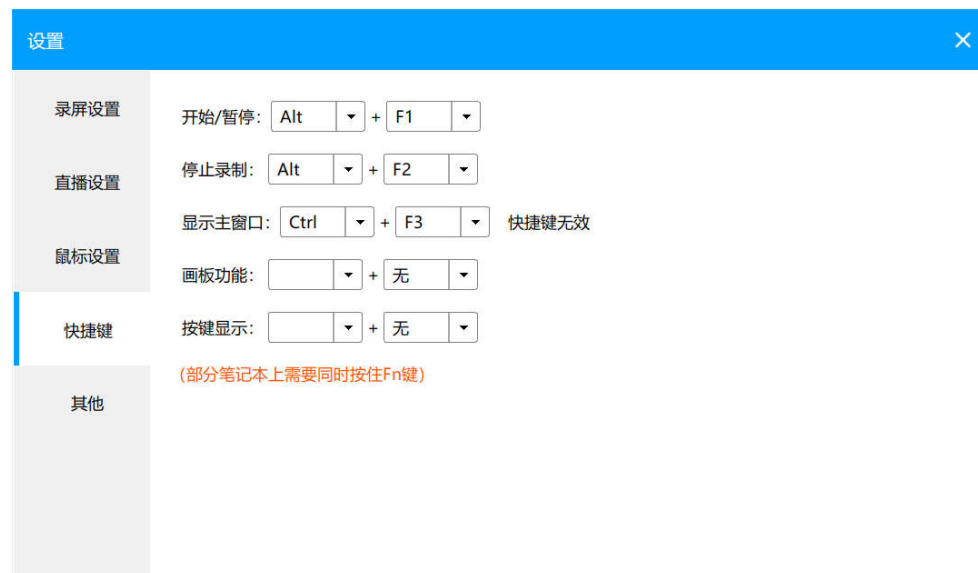 设置
录屏设置
直播设置
鼠标设置
快捷键
其他
开始/暂停: Alt + F1
停止录制: Alt + F2
显示主窗口: Ctrl + F3 快捷键无效
画板功能: + 无
按键显示: + 无
(部分笔记本上需要同时按住Fn键)